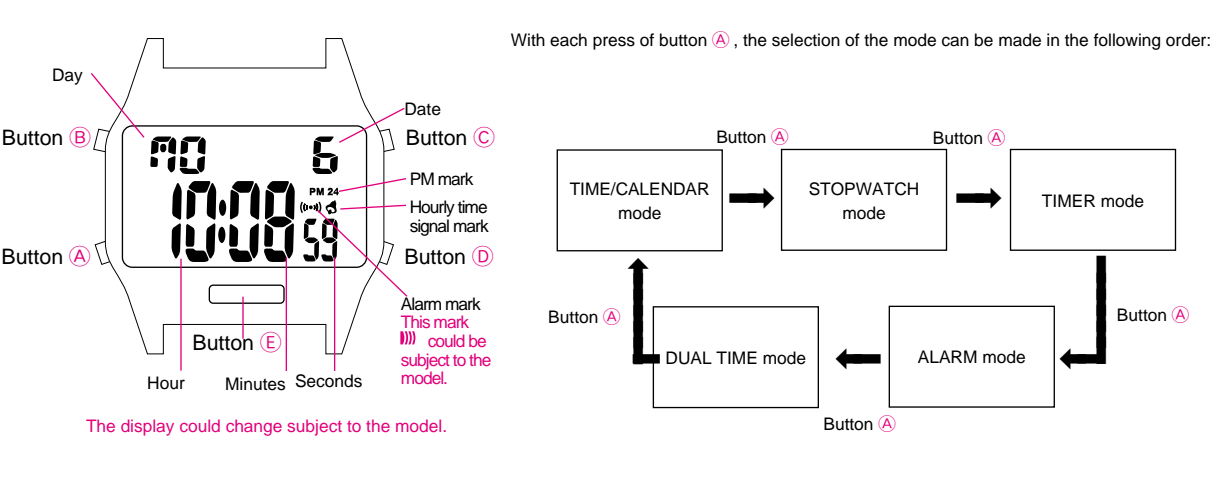 With each press of button Ⓐ , the selection of the mode can be made in the following order:
Day
Date
Button Ⓑ
Button Ⓒ
MO 6
PM mark
PM 24
10:08 59
Hourly time
signal mark
Button Ⓐ
Button Ⓓ
Alarm mark
This mark
could be
subject to the
model.
Button Ⓔ
Hour
Minutes
Seconds
The display could change subject to the model.
Button Ⓐ
Button Ⓐ
TIME/CALENDAR
mode
STOPWATCH
mode
TIMER mode
Button Ⓐ
Button Ⓐ
DUAL TIME mode
ALARM mode
Button Ⓐ